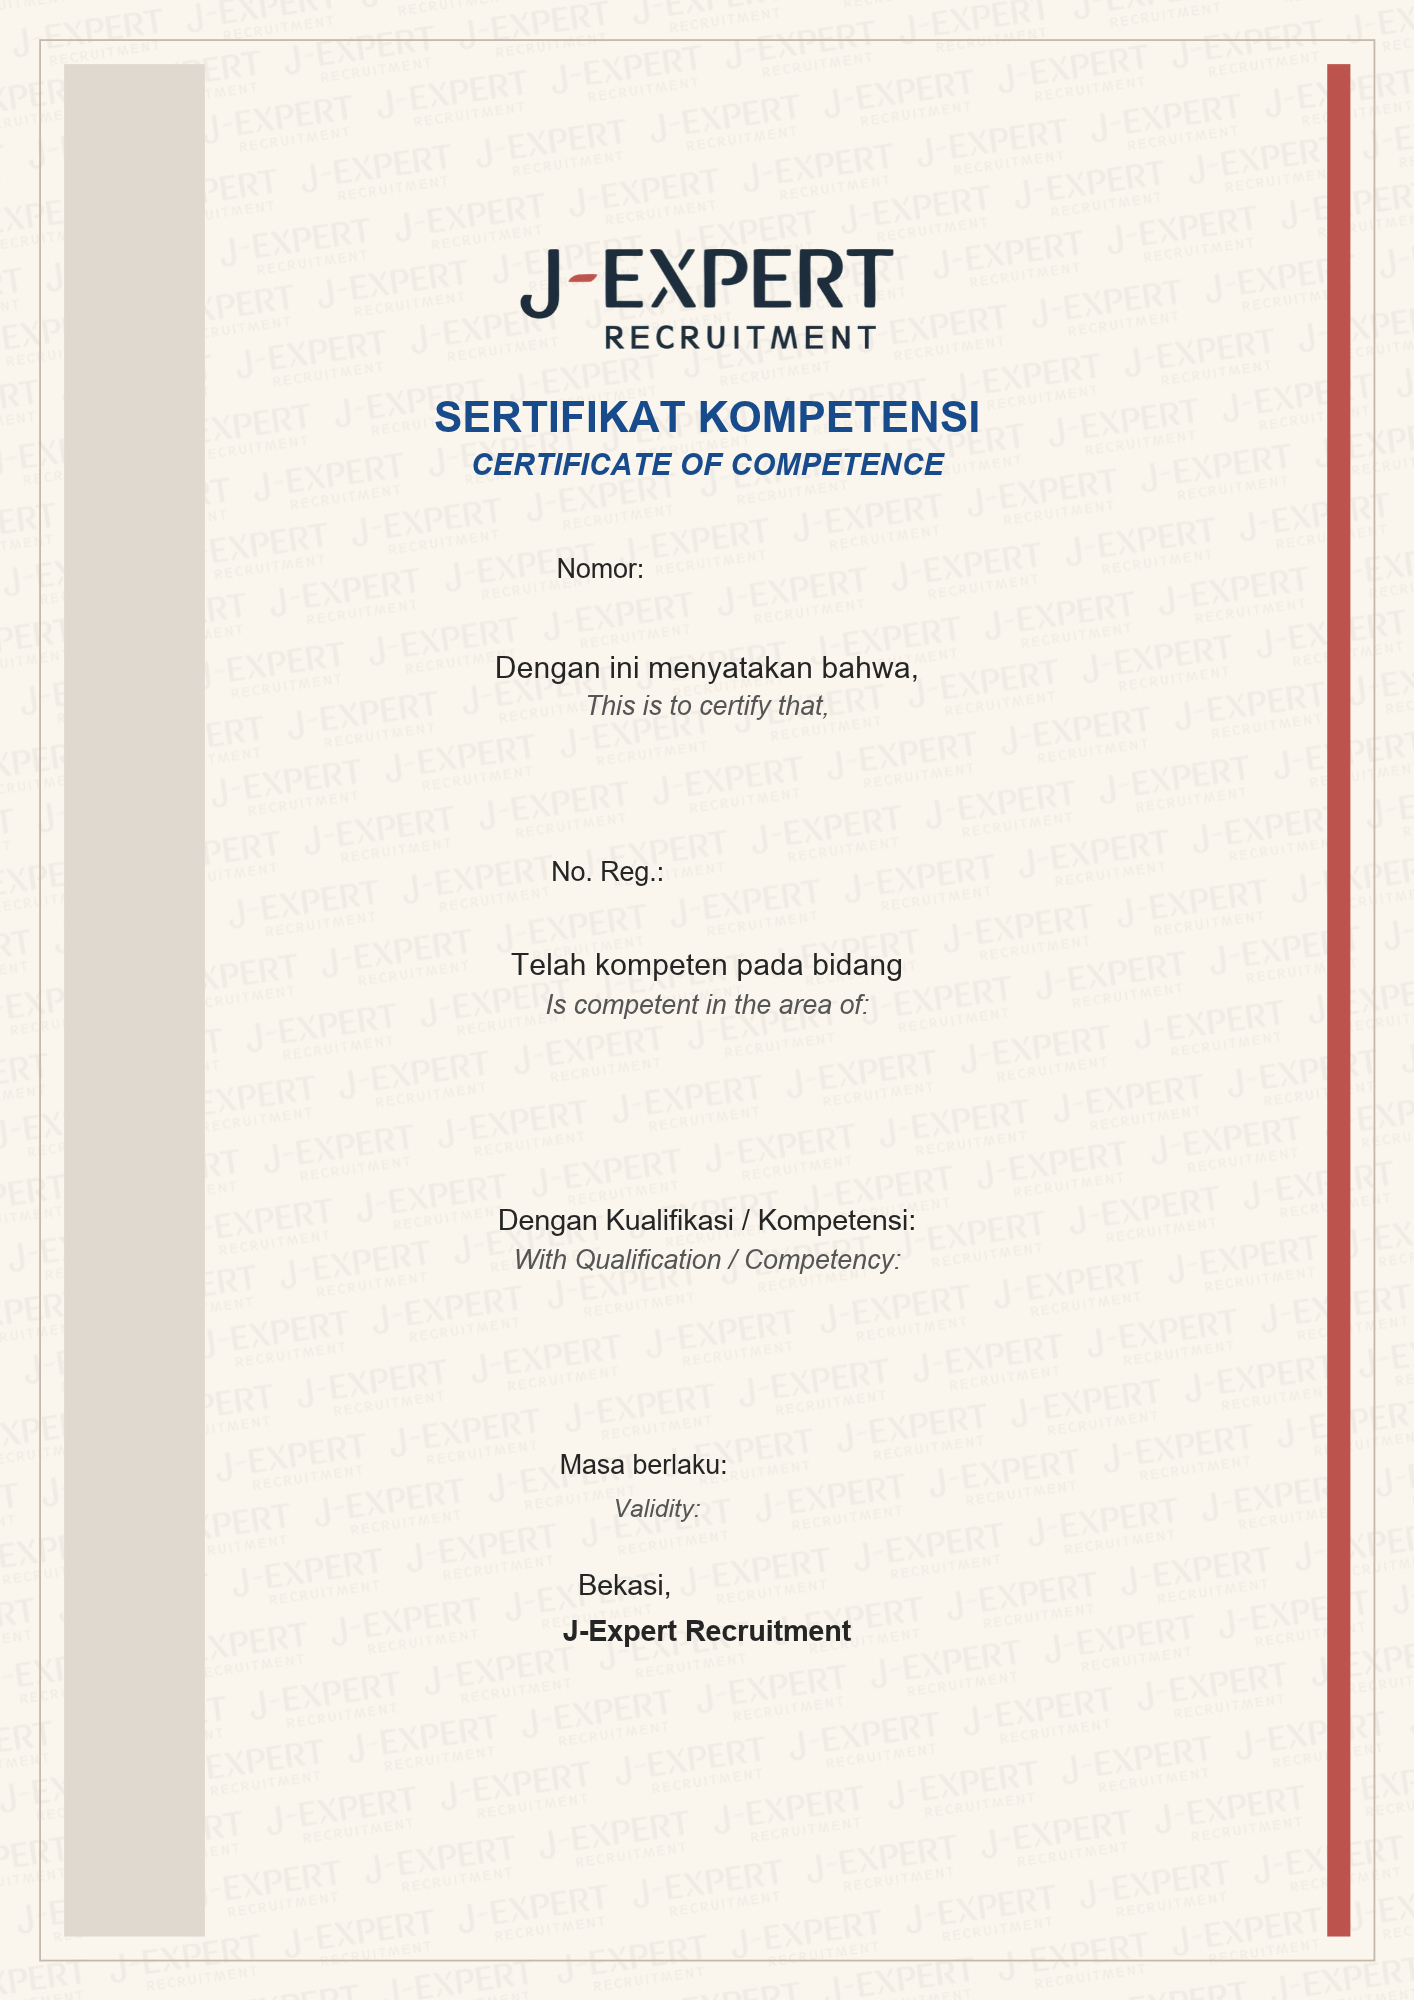 J-EXPERT
RECRUITMENT
SERTIFIKAT KOMPETENSI
CERTIFICATE OF COMPETENCE
Nomor:
Dengan ini menyatakan bahwa,
This is to certify that,
No. Reg.:
Telah kompeten pada bidang
Is competent in the area of:
Dengan Kualifikasi / Kompetensi:
With Qualification / Competency:
Masa berlaku:
Validity:
Bekasi,
J-Expert Recruitment